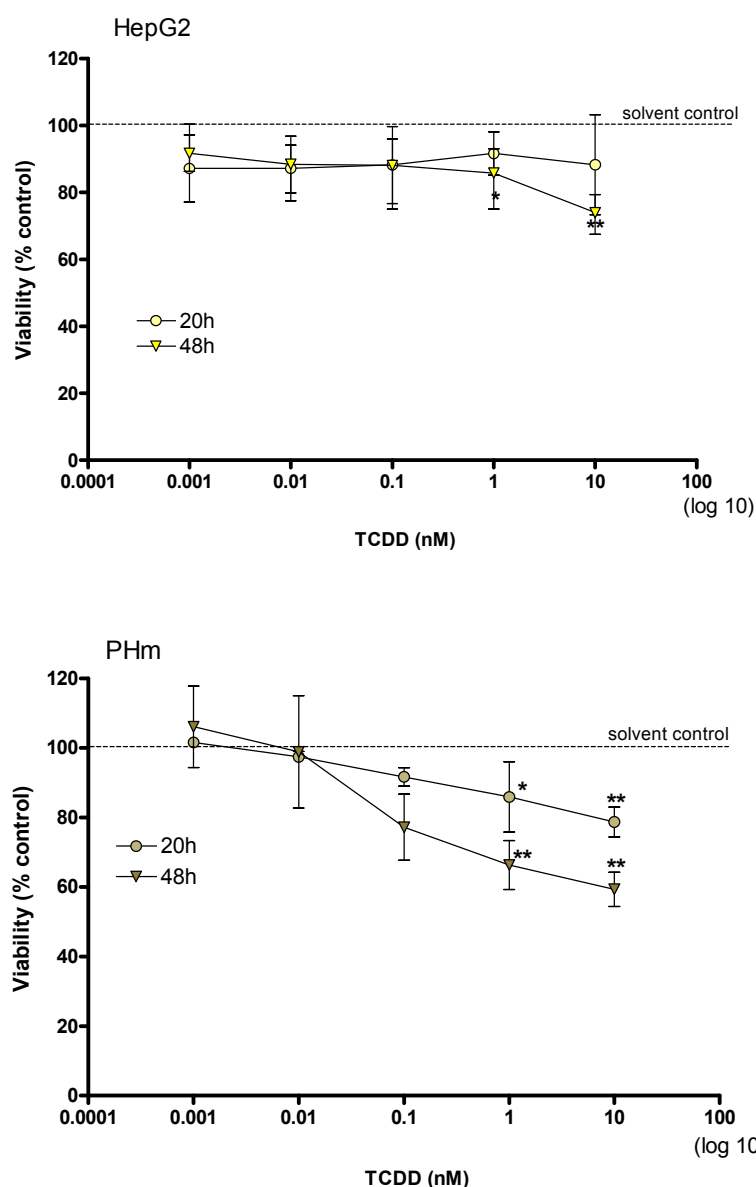 HepG2
120
solvent control
100
80
*
**
60
Viability (% control)
40
20h
48h
20
0
0.0001 0.001 0.01 0.1 1 10 100
(log 10)
TCDD (nM)
PHm
120
solvent control
100
*
**
80
**
**
60
Viability (% control)
20h
48h
40
20
0
0.0001 0.001 0.01 0.1 1 10 100
(log 10
TCDD (nM)